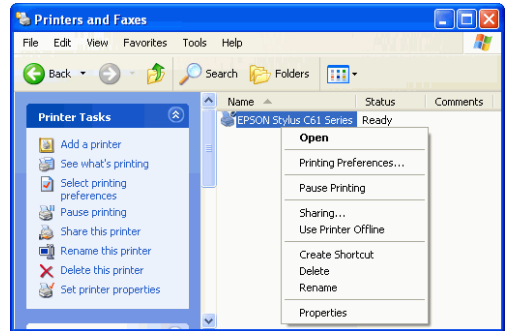 Printers and Faxes
File Edit View Favorites Tools Help
Back Search Folders
Name Status Comments
Printer Tasks
Add a printer
See what's printing
Select printing
preferences
Pause printing
Share this printer
Rename this printer
Delete this printer
Set printer properties
EPSON Stylus C61 Series Ready
Open
Printing Preferences...
Pause Printing
Sharing...
Use Printer Offline
Create Shortcut
Delete
Rename
Properties